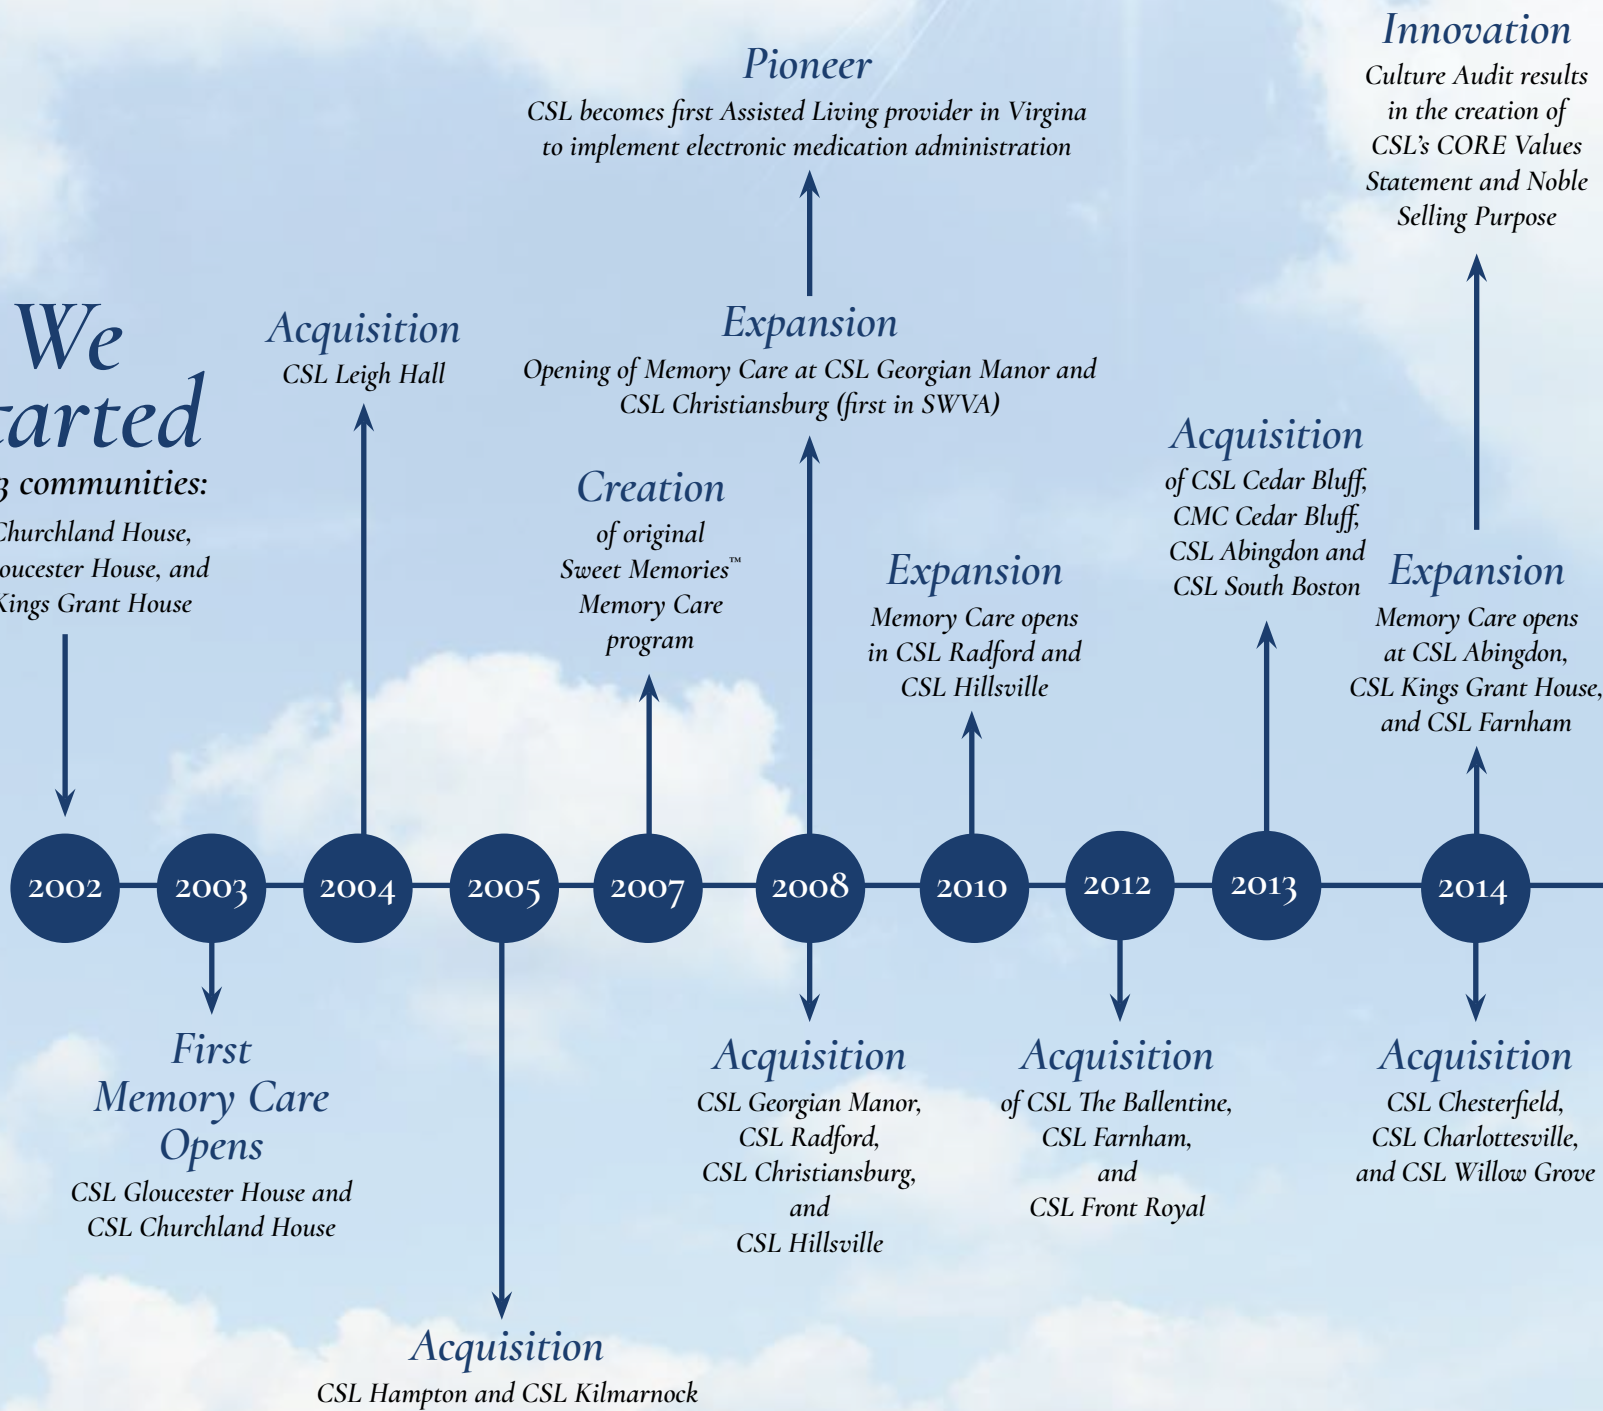 We
tarted
3 communities:
Churchland House,
oucester House, and
Kings Grant House
2002
2003
First
Memory Care
Opens
CSL Gloucester House and
CSL Churchland House
Acquisition
CSL Leigh Hall
2004
2005
Acquisition
CSL Hampton and CSL Kilmarnock
Creation
of original
Sweet Memories™
Memory Care
program
2007
Pioneer
CSL becomes first Assisted Living provider in Virgina
to implement electronic medication administration
Expansion
Opening of Memory Care at CSL Georgian Manor and
CSL Christiansburg (first in SWVA)
2008
Acquisition
CSL Georgian Manor,
CSL Radford,
CSL Christiansburg,
and
CSL Hillsville
Expansion
Memory Care opens
in CSL Radford and
CSL Hillsville
2010
2012
Acquisition
of CSL The Ballentine,
CSL Farnham,
and
CSL Front Royal
Acquisition
of CSL Cedar Bluff,
CMC Cedar Bluff,
CSL Abingdon and
CSL South Boston
2013
Innovation
Culture Audit results
in the creation of
CSL's CORE Values
Statement and Noble
Selling Purpose
Expansion
Memory Care opens
at CSL Abingdon,
CSL Kings Grant House,
and CSL Farnham
2014
Acquisition
CSL Chesterfield,
CSL Charlottesville,
and CSL Willow Grove